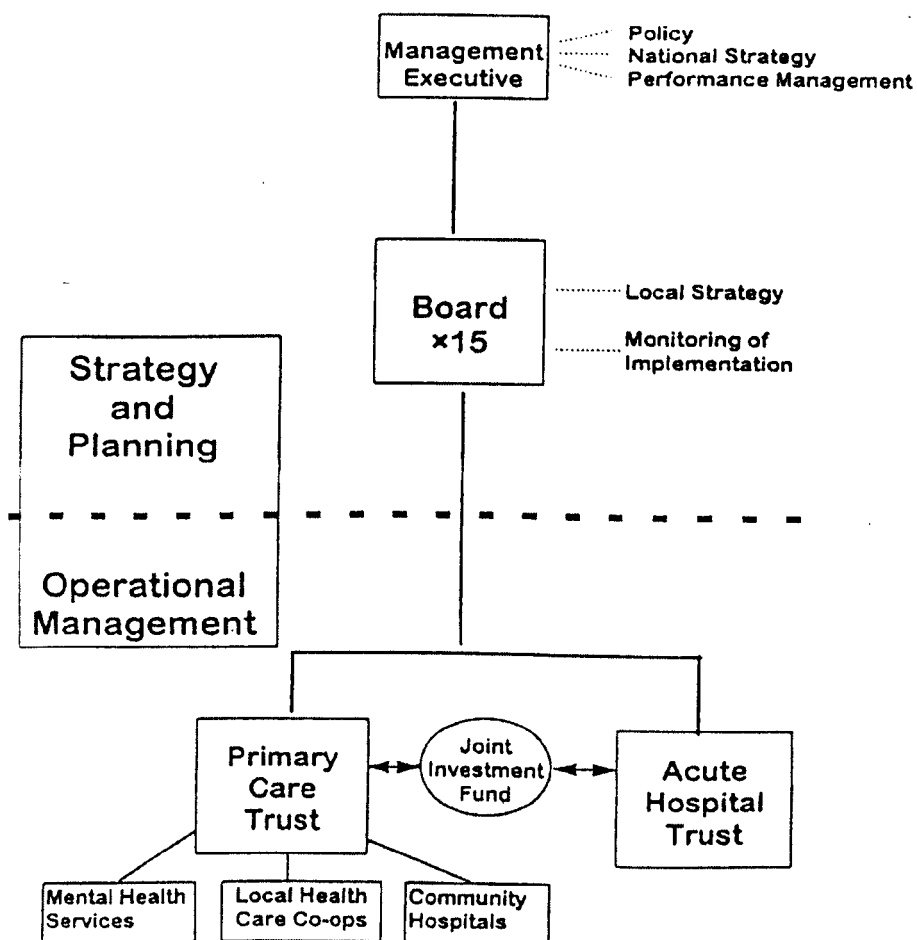 Management
Executive
Policy
National Strategy
Performance Management
Board
×15
Local Strategy
Monitoring of
Implementation
Strategy
and
Planning
Operational
Management
Primary
Care
Trust
Joint
Investment
Fund
Acute
Hospital
Trust
Mental Health
Services
Local Health
Care Co-ops
Community
Hospitals